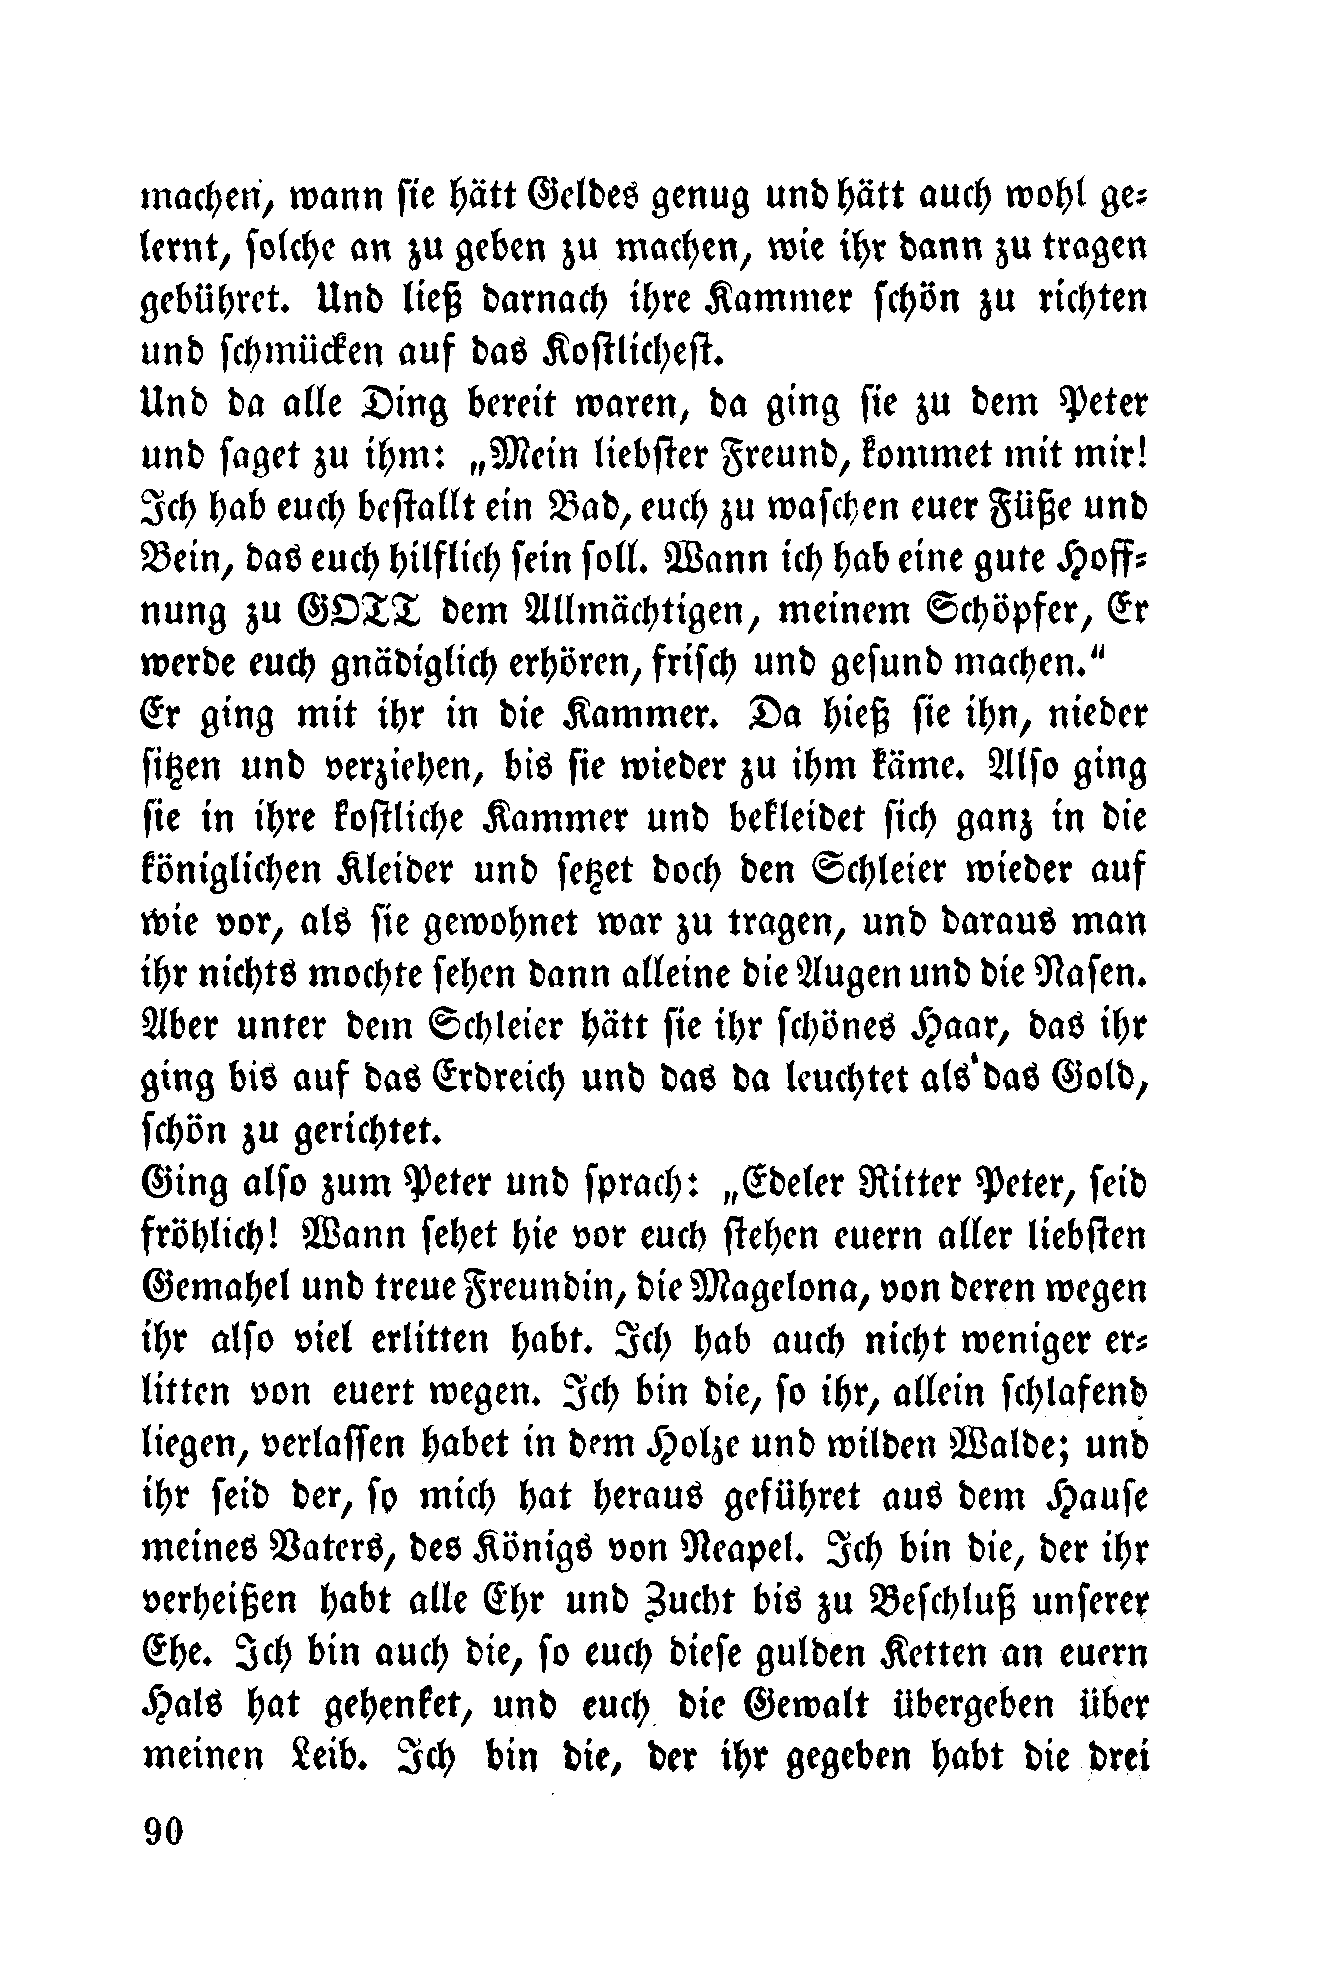 machen, wann sie hätt Geldes genug und hätt auch wohl ge-
lernt, solche an zu geben zu machen, wie ihr dann zu tragen
gebühret. Und ließ darnach ihre Kammer schön zu richten
und schmücken auf das Kostlichest.
Und da alle Ding bereit waren, da ging sie zu dem Peter
und saget zu ihm: „Mein liebster Freund, kommet mit mir!
Ich hab euch bestallt ein Bad, euch zu waschen euer Füße und
Bein, das euch hilflich sein soll. Wann ich hab eine gute Hoff-
nung zu GOTT dem Allmächtigen, meinem Schöpfer, Er
werde euch gnädiglich erhören, frisch und gesund machen.“
Er ging mit ihr in die Kammer. Da hieß sie ihn, nieder
sitzen und verziehen, bis sie wieder zu ihm käme. Also ging
sie in ihre kostliche Kammer und bekleidet sich ganz in die
königlichen Kleider und setzet doch den Schleier wieder auf
wie vor, als sie gewohnet war zu tragen, und daraus man
ihr nichts mochte sehen dann alleine die Augen und die Nasen.
Aber unter dem Schleier hätt sie ihr schönes Haar, das ihr
ging bis auf das Erdreich und das da leuchtet als das Gold,
schön zu gerichtet.
Ging also zum Peter und sprach: „Edeler Ritter Peter, seid
fröhlich! Wann sehet hie vor euch stehen euern aller liebsten
Gemahel und treue Freundin, die Magelona, von deren wegen
ihr also viel erlitten habt. Ich hab auch nicht weniger er-
litten von euert wegen. Ich bin die, so ihr, allein schlafend
liegen, verlassen habet in dem Holze und wilden Walde; und
ihr seid der, so mich hat heraus geführet aus dem Hause
meines Vaters, des Königs von Neapel. Ich bin die, der ihr
verheißen habt alle Ehr und Zucht bis zu Beschluß unserer
Ehe. Ich bin auch die, so euch diese gulden Ketten an euern
Hals hat gehenket, und euch die Gewalt übergeben über
meinen Leib. Ich bin die, der ihr gegeben habt die drei
90